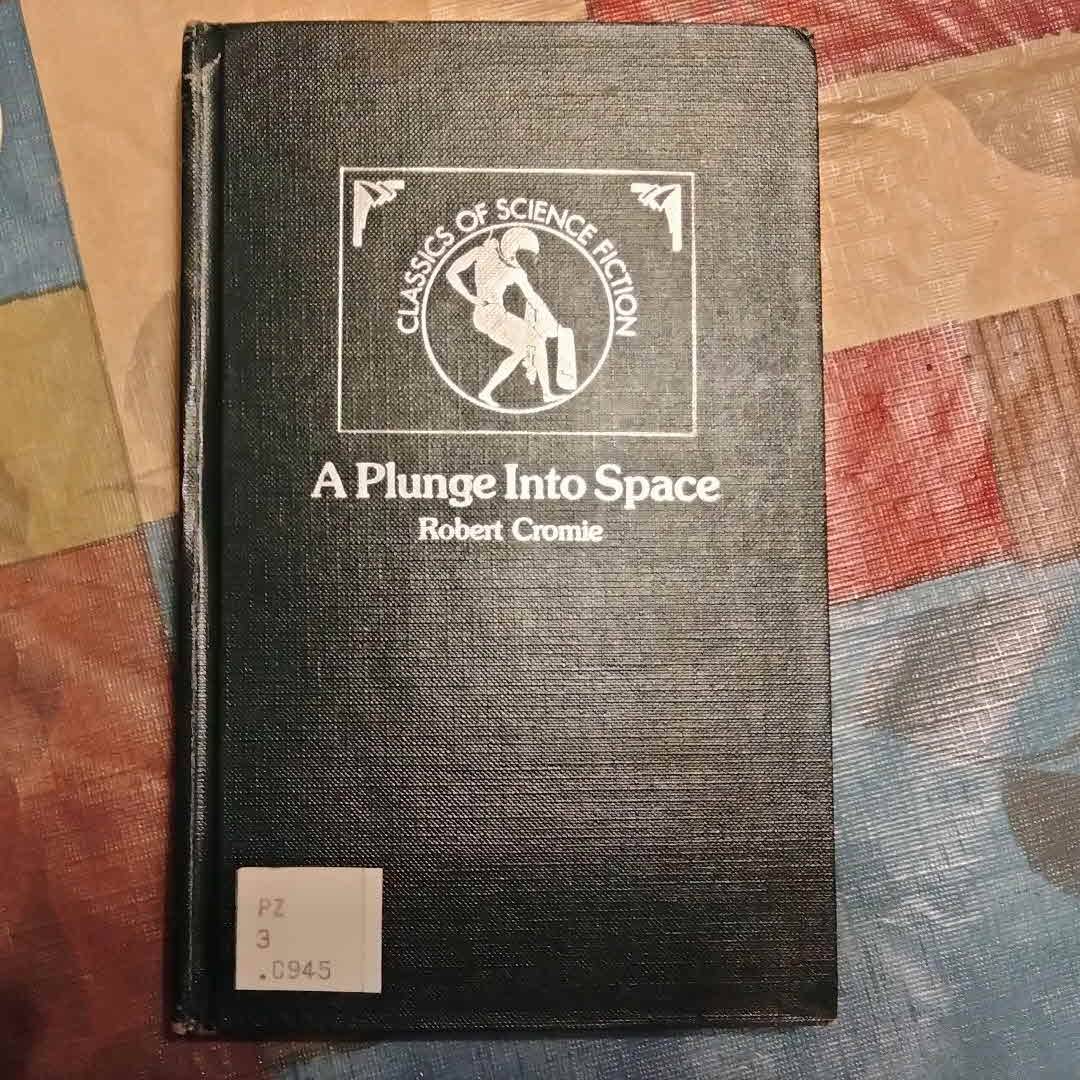 CLASSICS OF SCIENCE FICTION
A Plunge Into Space
Robert Cromie
PZ
3
.C945